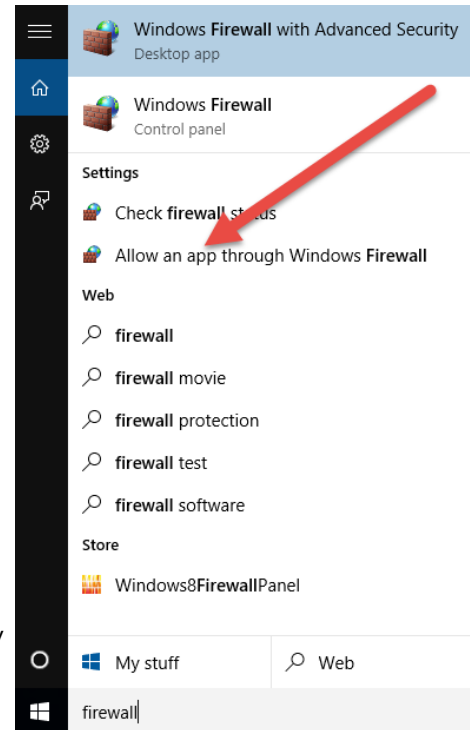 Windows Firewall with Advanced Security
Desktop app
Windows Firewall
Control panel
Settings
Check firewall status
Allow an app through Windows Firewall
Web
firewall
firewall movie
firewall protection
firewall test
firewall software
Store
Windows8FirewallPanel
My stuff
Web
firewall